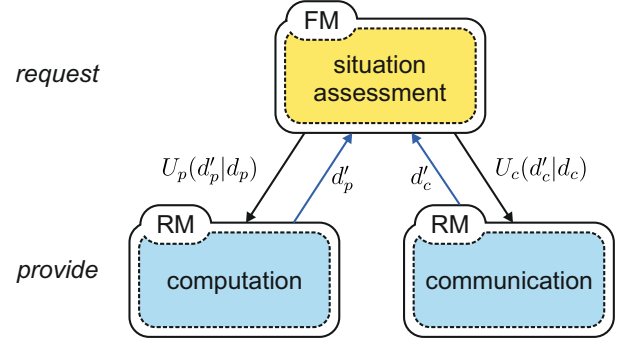 FM
request
situation
assessment
U_p(d'_p|d_p)
d'_p
d'_c
U_c(d'_c|d_c)
RM
RM
provide
computation
communication